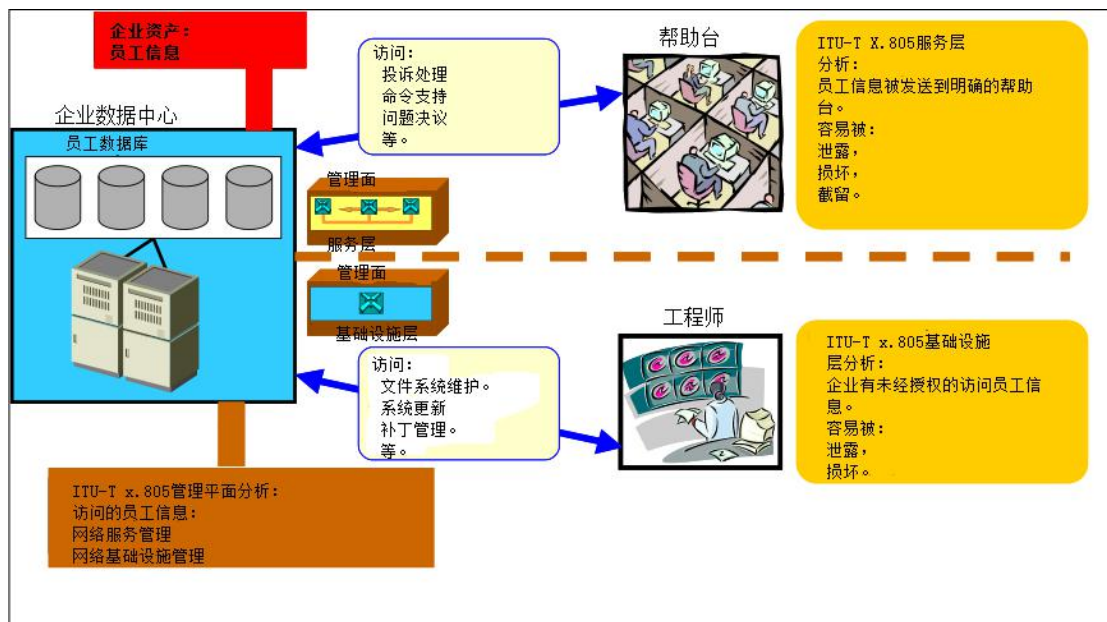 企业资产:
员工信息
企业数据中心
员工数据库
访问:
投诉处理
命令支持
问题决议
等。
帮助台
ITU-T X.805服务层
分析:
员工信息被发送到明确的帮助
台。
容易被:
泄露,
损坏,
截留。
管理面
服务层
管理面
基础设施层
访问:
文件系统维护。
系统更新
补丁管理。
等。
工程师
ITU-T x.805基础设施
层分析:
企业有未经授权的访问员工信
息。
容易被:
泄露,
损坏。
ITU-T x.805管理平面分析:
访问的员工信息:
网络服务管理
网络基础设施管理